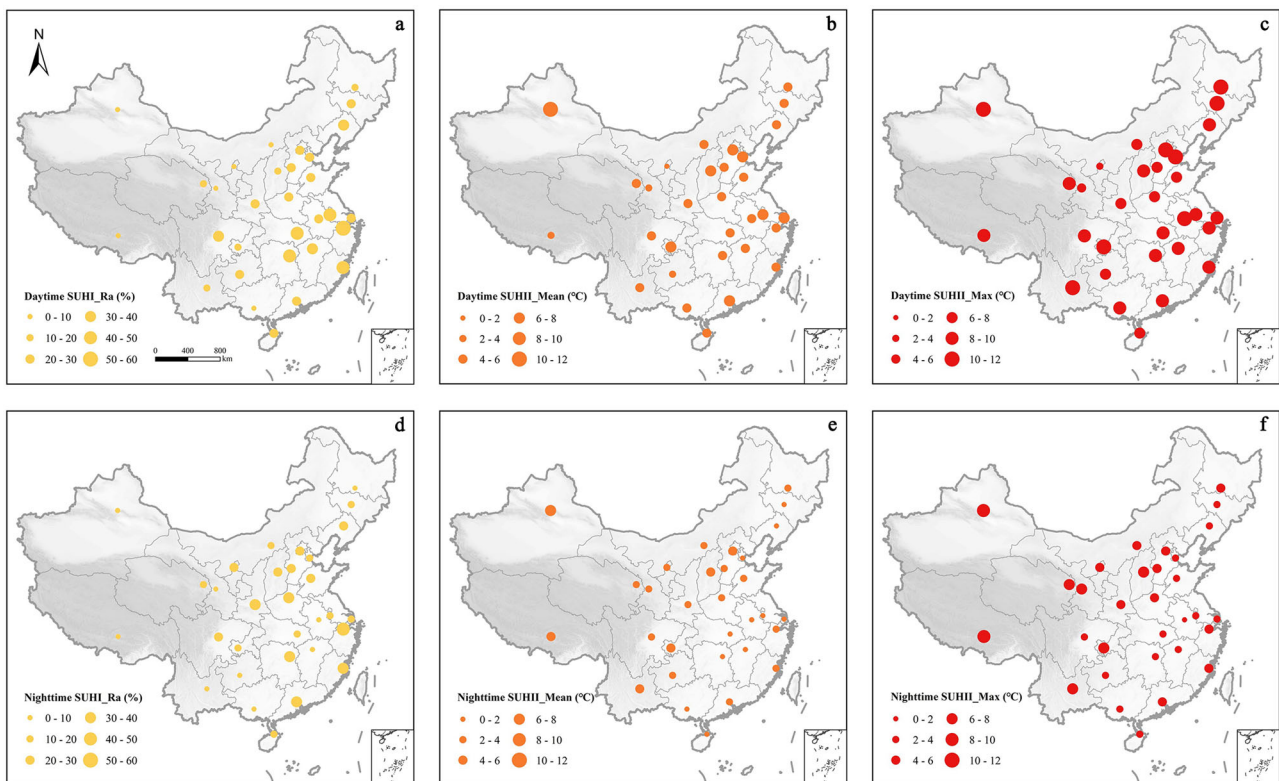 a
N
Daytime SUHI_Ra (%)
0 - 10 30 - 40
10 - 20 40 - 50
20 - 30 50 - 60
0 400 800
km
b
Daytime SUHII_Mean (℃)
0 - 2 6 - 8
2 - 4 8 - 10
4 - 6 10 - 12
c
Daytime SUHII_Max (℃)
0 - 2 6 - 8
2 - 4 8 - 10
4 - 6 10 - 12
d
Nighttime SUHI_Ra (%)
0 - 10 30 - 40
10 - 20 40 - 50
20 - 30 50 - 60
e
Nighttime SUHII_Mean (℃)
0 - 2 6 - 8
2 - 4 8 - 10
4 - 6 10 - 12
f
Nighttime SUHII_Max (℃)
0 - 2 6 - 8
2 - 4 8 - 10
4 - 6 10 - 12